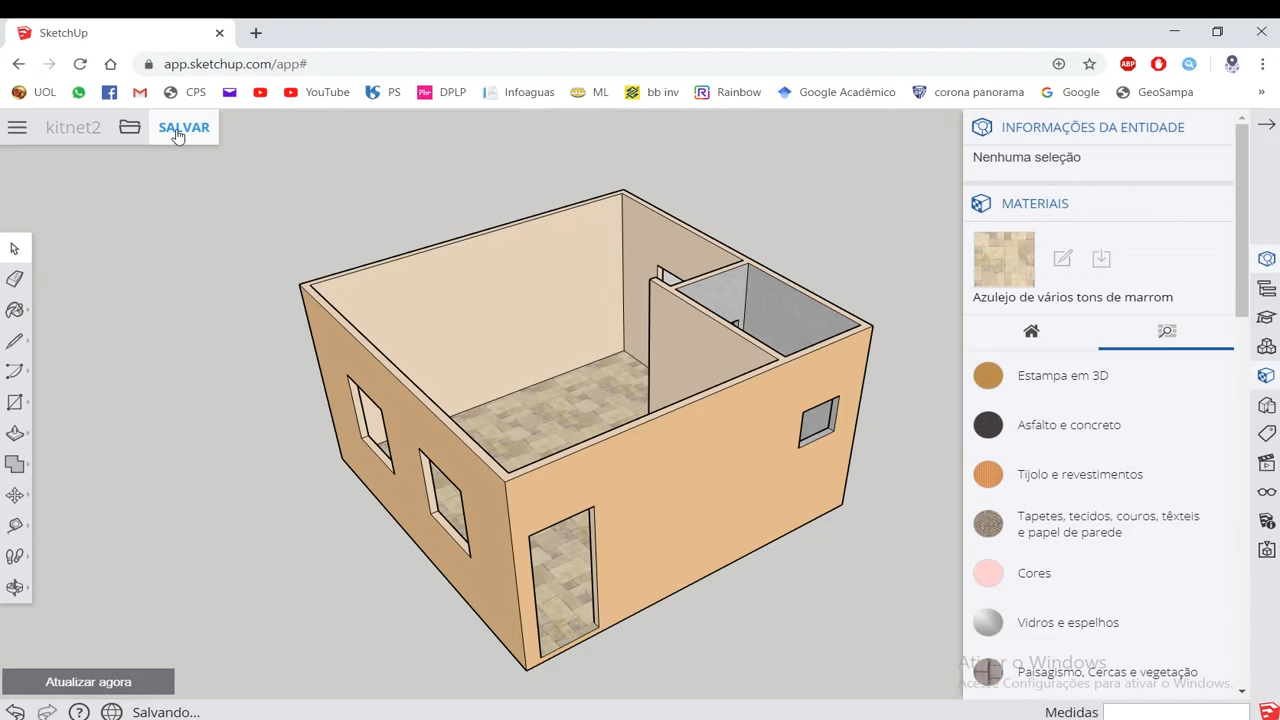 SketchUp
app.sketchup.com/app#
UOL
CPS
YouTube
PS
DPLP
Infoaguas
ML
bb inv
Rainbow
Google Acadêmico
corona panorama
Google
GeoSampa
»
kitnet2
SALVAR
INFORMAÇÕES DA ENTIDADE
Nenhuma seleção
MATERIAIS
Azulejo de vários tons de marrom
Estampa em 3D
Asfalto e concreto
Tijolo e revestimentos
Tapetes, tecidos, couros, têxteis
e papel de parede
Cores
Vidros e espelhos
Paisagismo, Cercas e vegetação
Ativar o Windows
Acesse Configurações para ativar o Windows.
Atualizar agora
Salvando...
Medidas